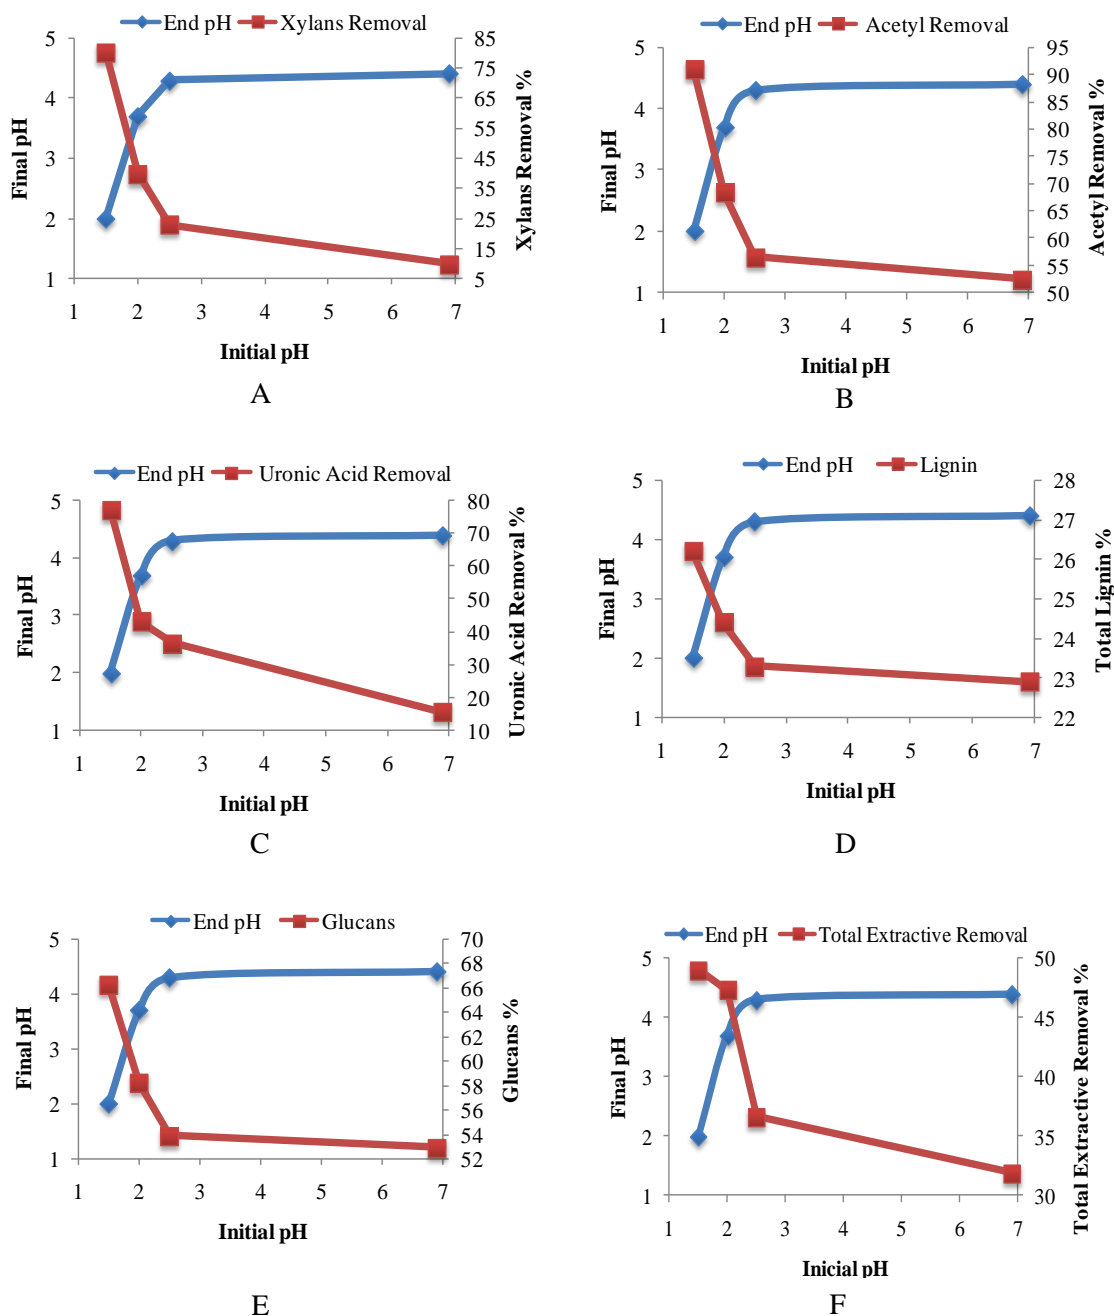 End pH Xylans Removal
5
4
3
2
1
85
75
65
55
45
35
25
15
5
1 2 3 4 5 6 7
Final pH
Xylans Removal %
Initial pH
A
End pH Acetyl Removal
5
4
3
2
1
95
90
85
80
75
70
65
60
55
50
1 2 3 4 5 6 7
Final pH
Acetyl Removal %
Initial pH
B
End pH Uronic Acid Removal
5
4
3
2
1
80
70
60
50
40
30
20
10
1 2 3 4 5 6 7
Final pH
Uronic Acid Removal %
Initial pH
C
End pH Lignin
5
4
3
2
1
28
27
26
25
24
23
22
1 2 3 4 5 6 7
Final pH
Total Lignin %
Initial pH
D
End pH Glucans
5
4
3
2
1
70
68
66
64
62
60
58
56
54
52
1 2 3 4 5 6 7
Final pH
Glucans %
Initial pH
E
End pH Total Extractive Removal
5
4
3
2
1
50
45
40
35
30
1 2 3 4 5 6 7
Final pH
Total Extractive Removal %
Inicial pH
F